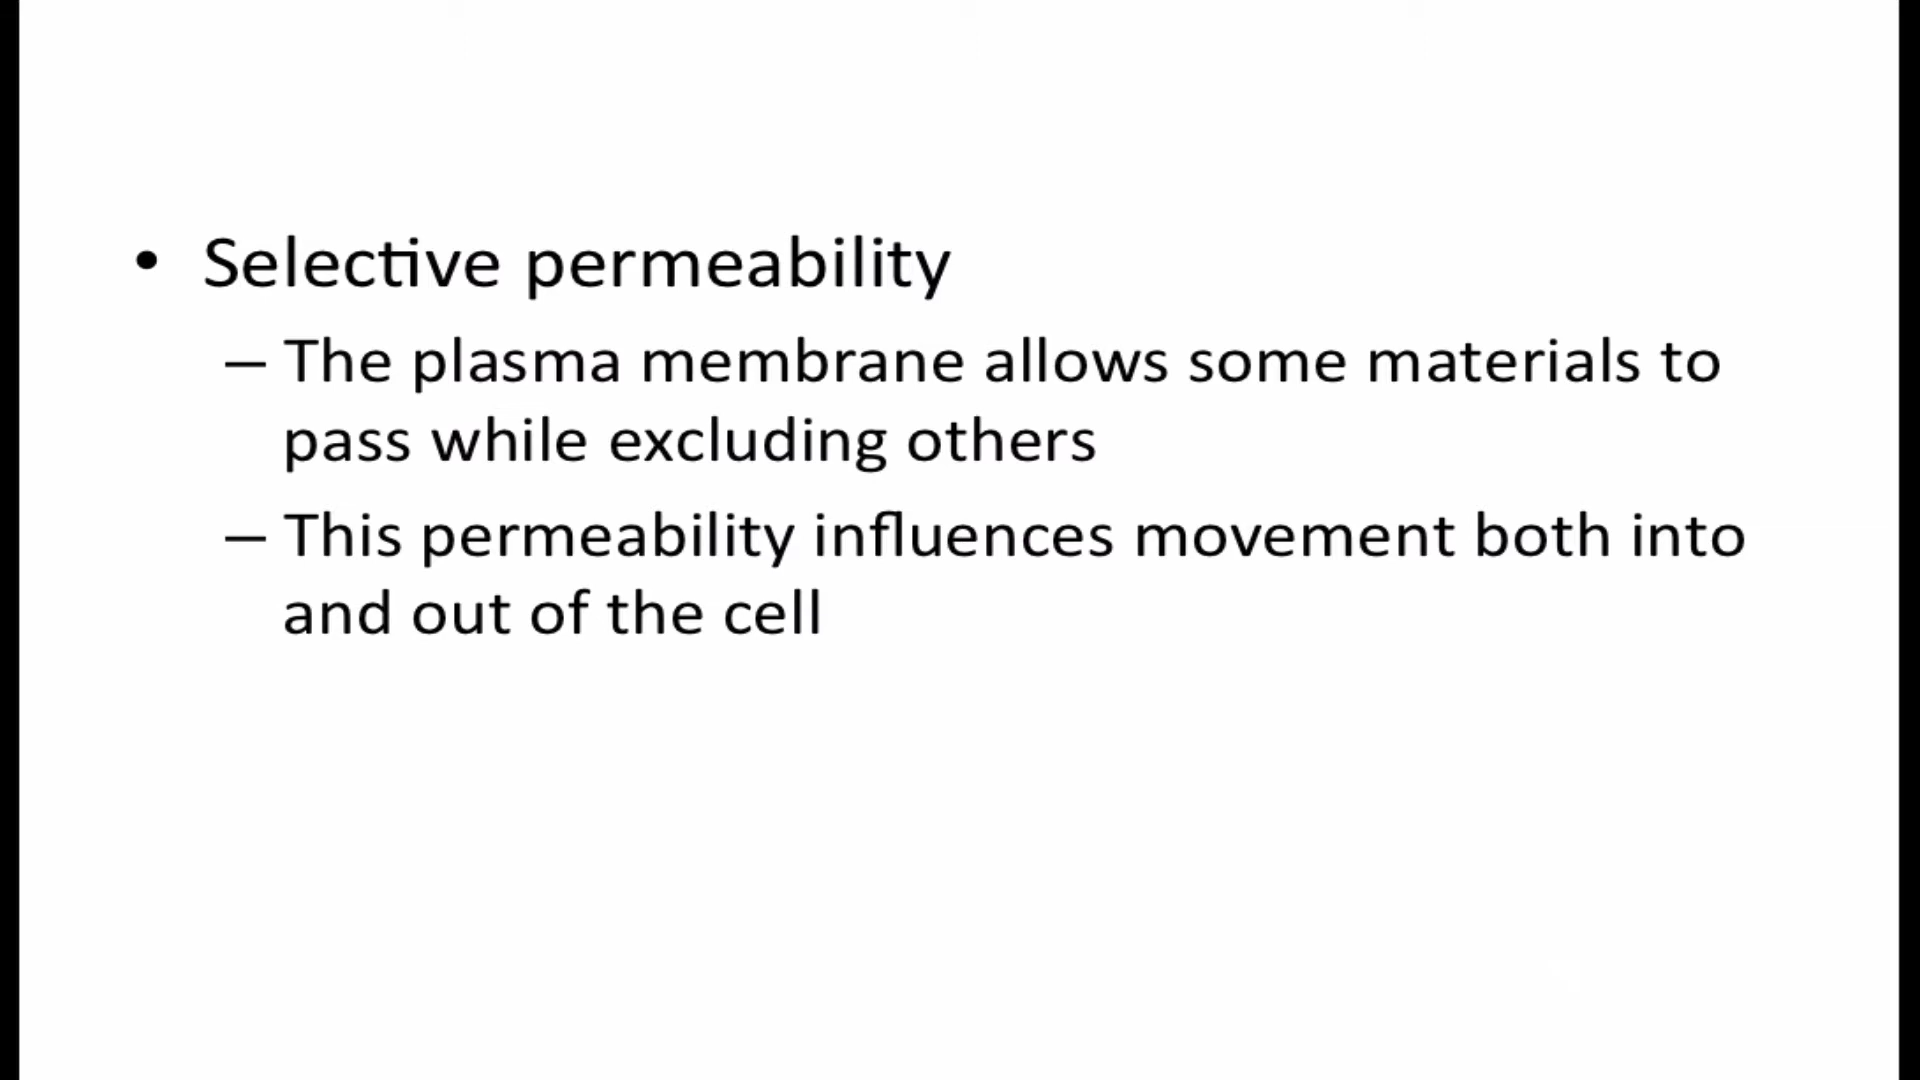 • Selective permeability
– The plasma membrane allows some materials to
pass while excluding others
– This permeability influences movement both into
and out of the cell